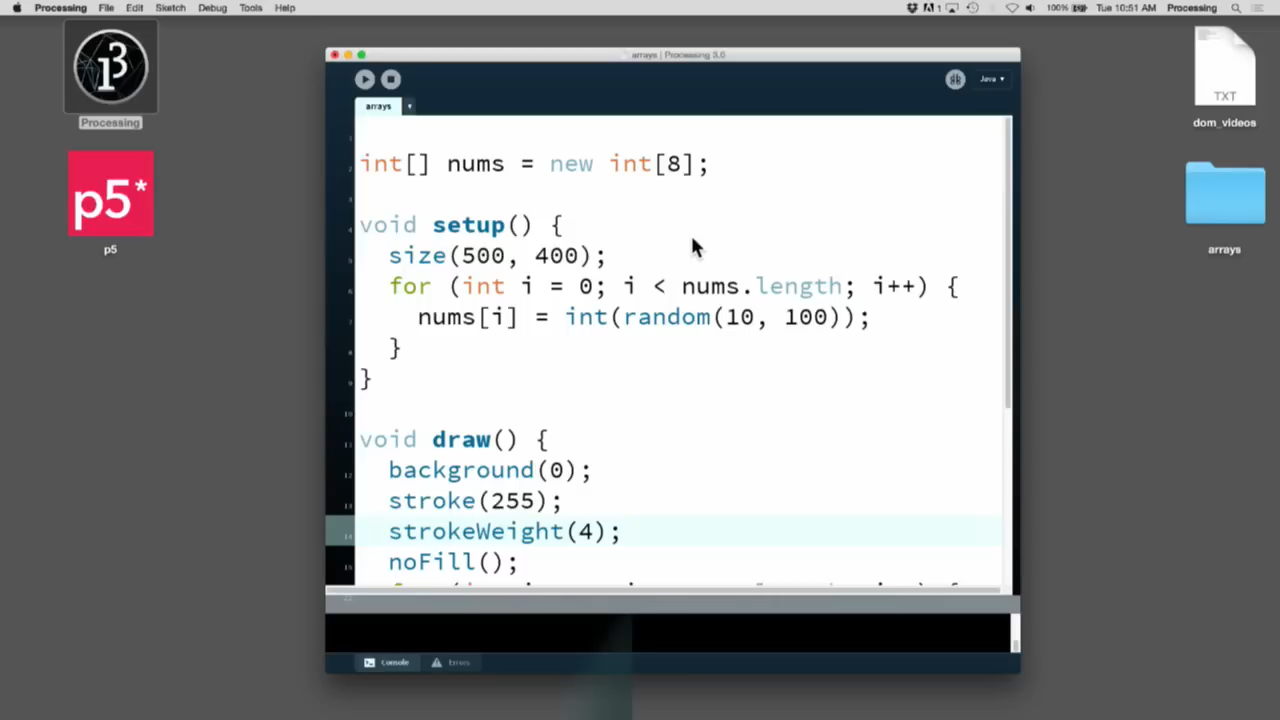 Processing File Edit Sketch Debug Tools Help
1 100% Tue 10:51 AM Processing
Processing
p5*
p5
TXT
dom_videos
arrays
arrays | Processing 3.0
Java
arrays
int[] nums = new int[8];
void setup() {
size(500, 400);
for (int i = 0; i < nums.length; i++) {
nums[i] = int(random(10, 100));
}
}
void draw() {
background(0);
stroke(255);
strokeWeight(4);
noFill();
Console
Errors